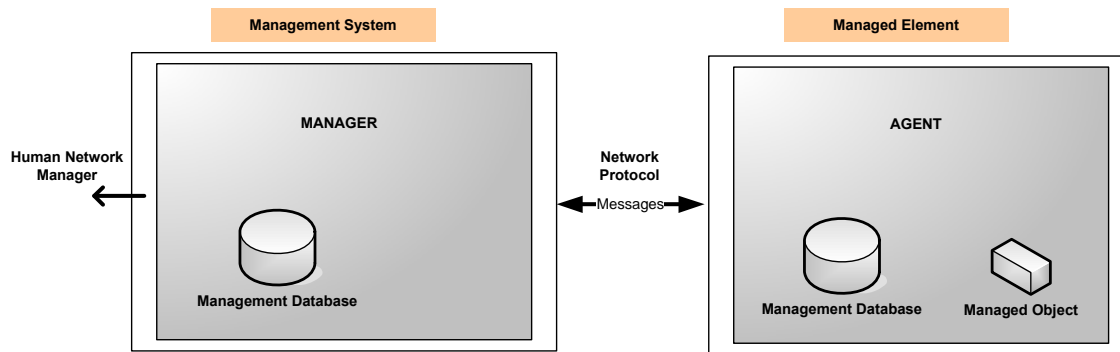 Management System
Managed Element
MANAGER
AGENT
Human Network
Manager
Network
Protocol
Messages
Management Database
Management Database
Managed Object